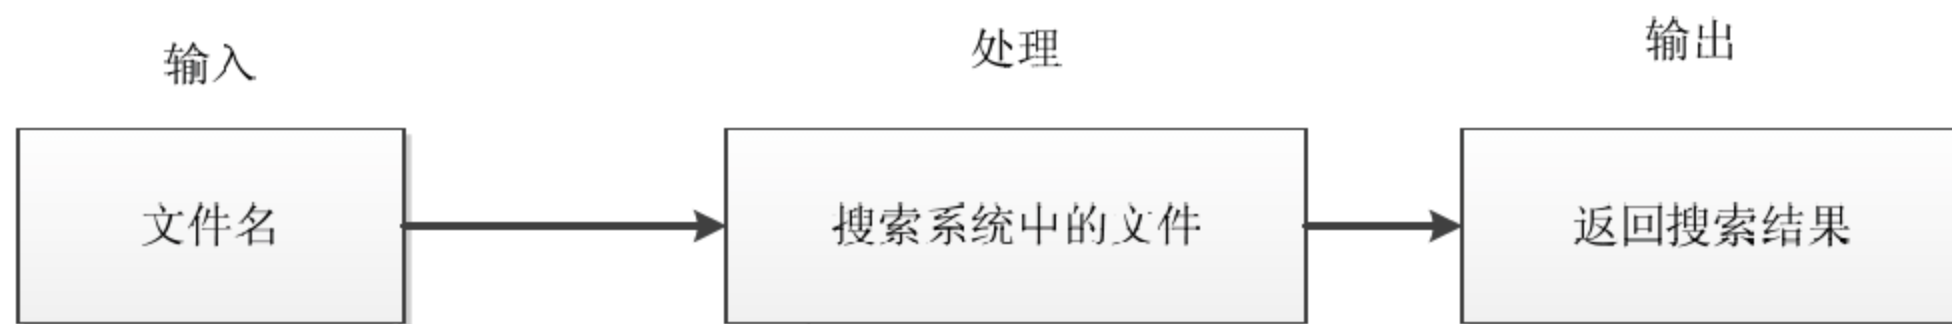 输入
处理
输出
文件名
搜索系统中的文件
返回搜索结果